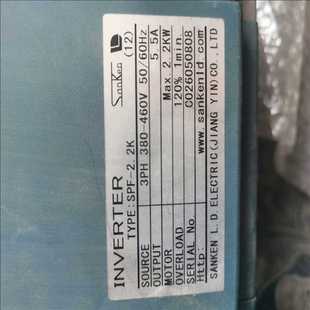 SanKen L (12)
INVERTER
TYPE:SPF-2.2K
SOURCE 3PH 380-460V 50/60Hz
OUTPUT 5.5A
MOTOR Max 2.2KW
OVERLOAD 120% 1min
SERIAL No C026050808
Http: www.sankenld.com
SANKEN L.D.ELECTRIC(JIANG YIN)CO.,LTD